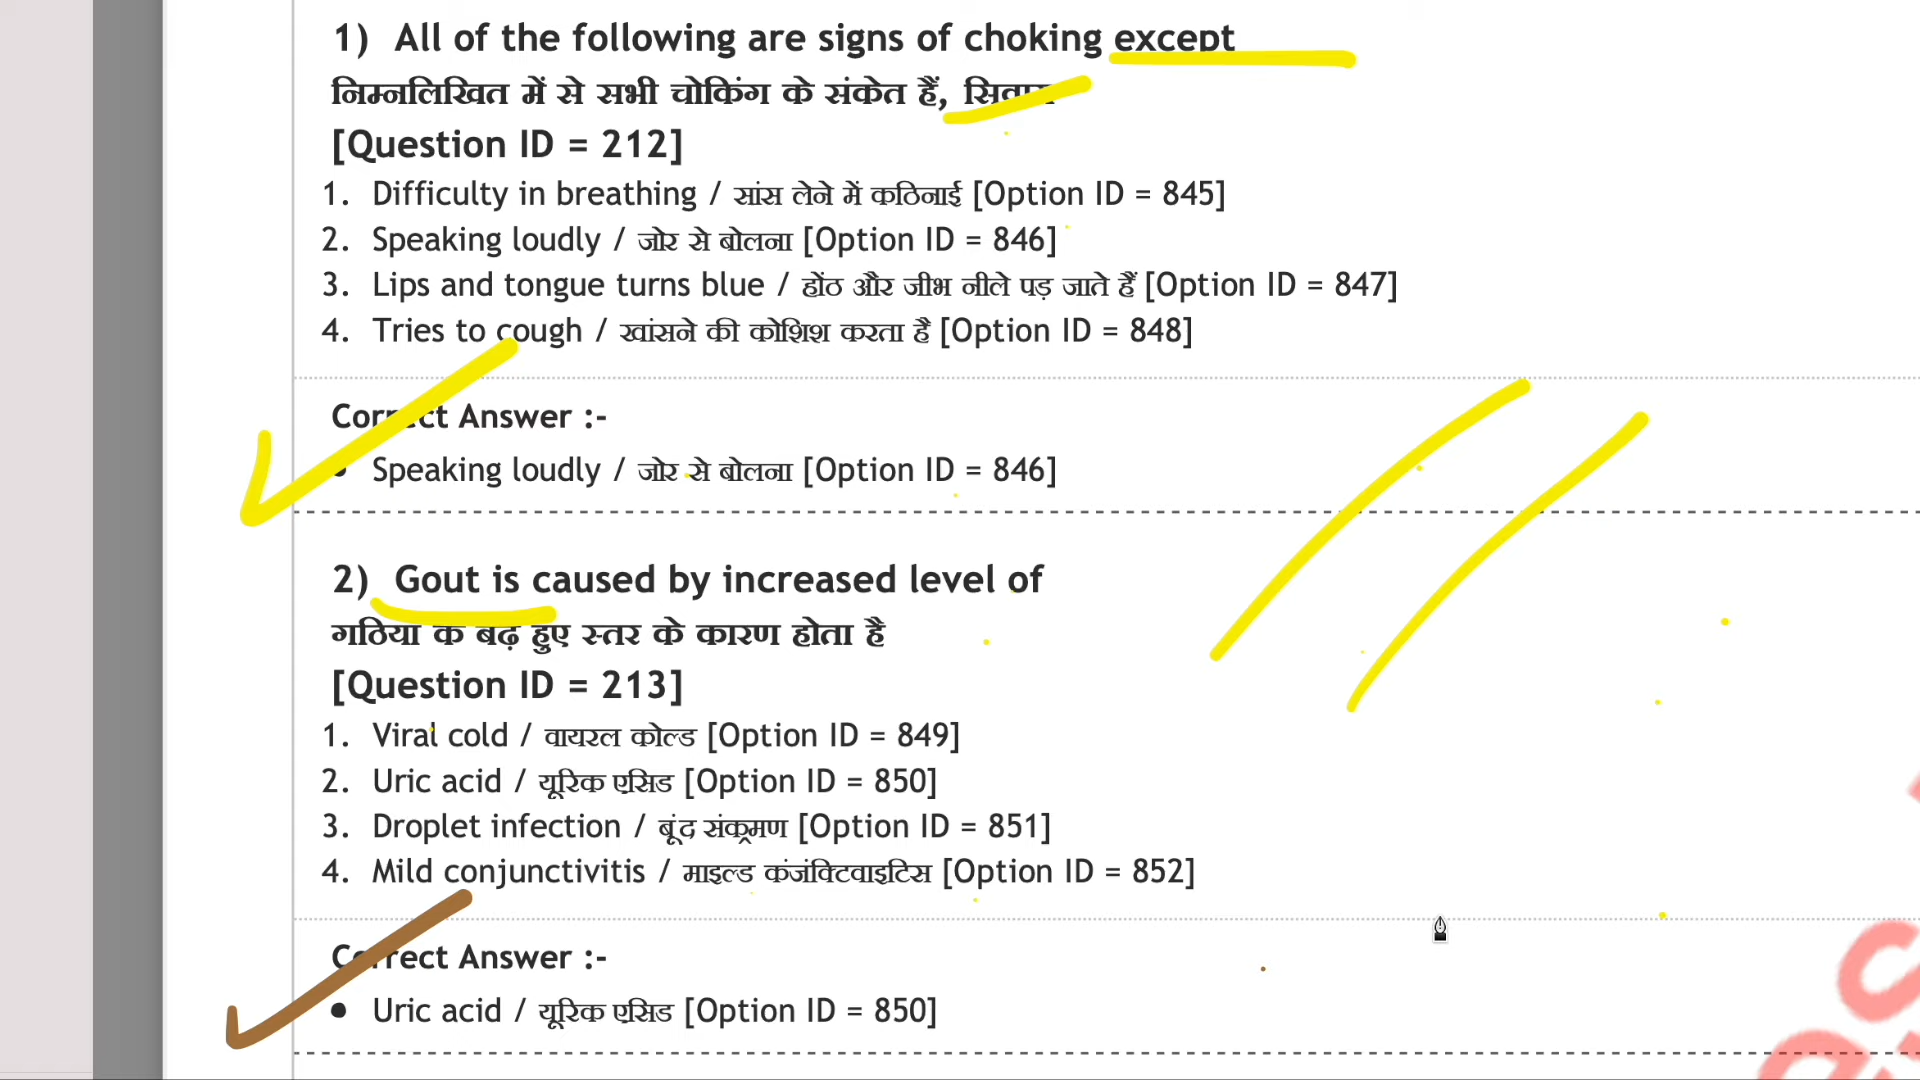 1) All of the following are signs of choking except
निम्नलिखित में से सभी चोकिंग के संकेत हैं, सिवाय
[Question ID = 212]
1. Difficulty in breathing / सांस लेने में कठिनाई [Option ID = 845]
2. Speaking loudly / जोर से बोलना [Option ID = 846]
3. Lips and tongue turns blue / होंठ और जीभ नीले पड़ जाते हैं [Option ID = 847]
4. Tries to cough / खांसने की कोशिश करता है [Option ID = 848]
Correct Answer :-
• Speaking loudly / जोर से बोलना [Option ID = 846]
2) Gout is caused by increased level of
गठिया के बढ़े हुए स्तर के कारण होता है
[Question ID = 213]
1. Viral cold / वायरल कोल्ड [Option ID = 849]
2. Uric acid / यूरिक एसिड [Option ID = 850]
3. Droplet infection / बूंद संक्रमण [Option ID = 851]
4. Mild conjunctivitis / माइल्ड कंजंक्टिवाइटिस [Option ID = 852]
Correct Answer :-
• Uric acid / यूरिक एसिड [Option ID = 850]